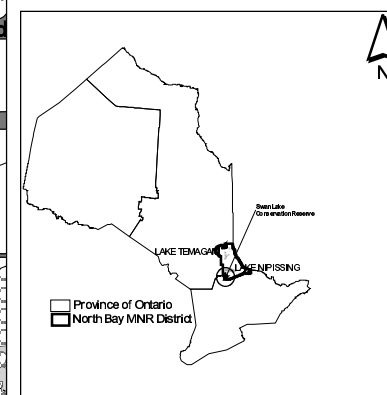 N
Swan Lake
Conservation Reserve
LAKE TEMAGAMI
LAKE NIPISSING
Province of Ontario
North Bay MNR District